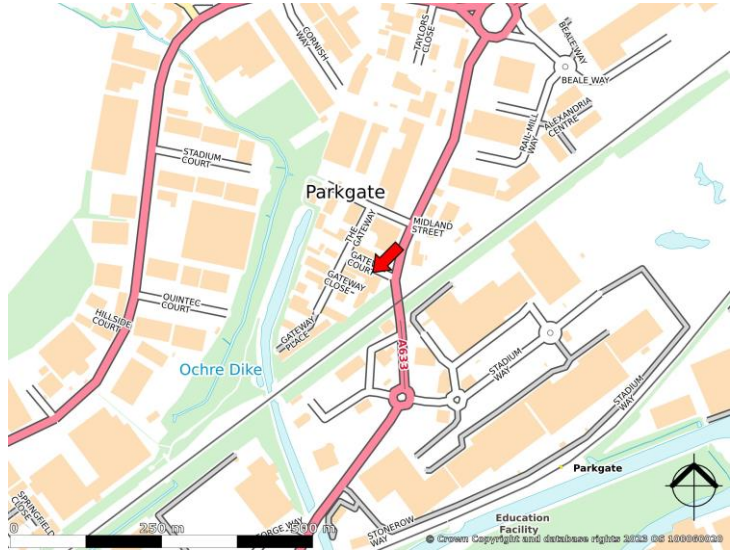 CORNISH
WAY
TAYLORS
CLOSE
BEALE WAY
BEALE WAY
RAIL MILL
WAY
ALEXANDRIA
CENTRE
STADIUM
COURT
Parkgate
MIDLAND
STREET
THE
GATEWAY
COURT
GATEWAY
CLOSE
GATEWAY
PLACE
QUINTEC
COURT
HILLSIDE
COURT
Ochre Dike
A633
STADIUM
WAY
STADIUM
WAY
Parkgate
SPRINGFIELD
CLOSE
STONEROW
WAY
Education
Facility
0
250 m
500 m
© Crown Copyright and database rights 2023 OS 100060020